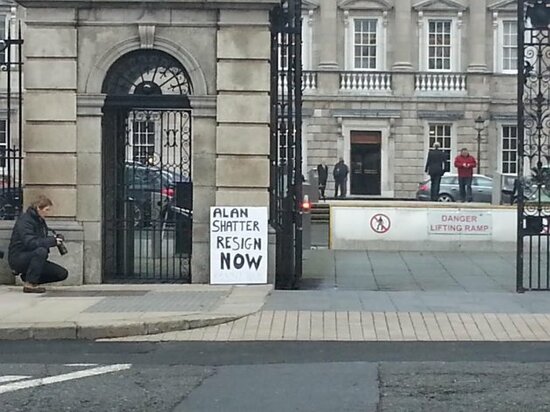 ALAN
SHATTER
RESIGN
NOW
DANGER
LIFTING RAMP